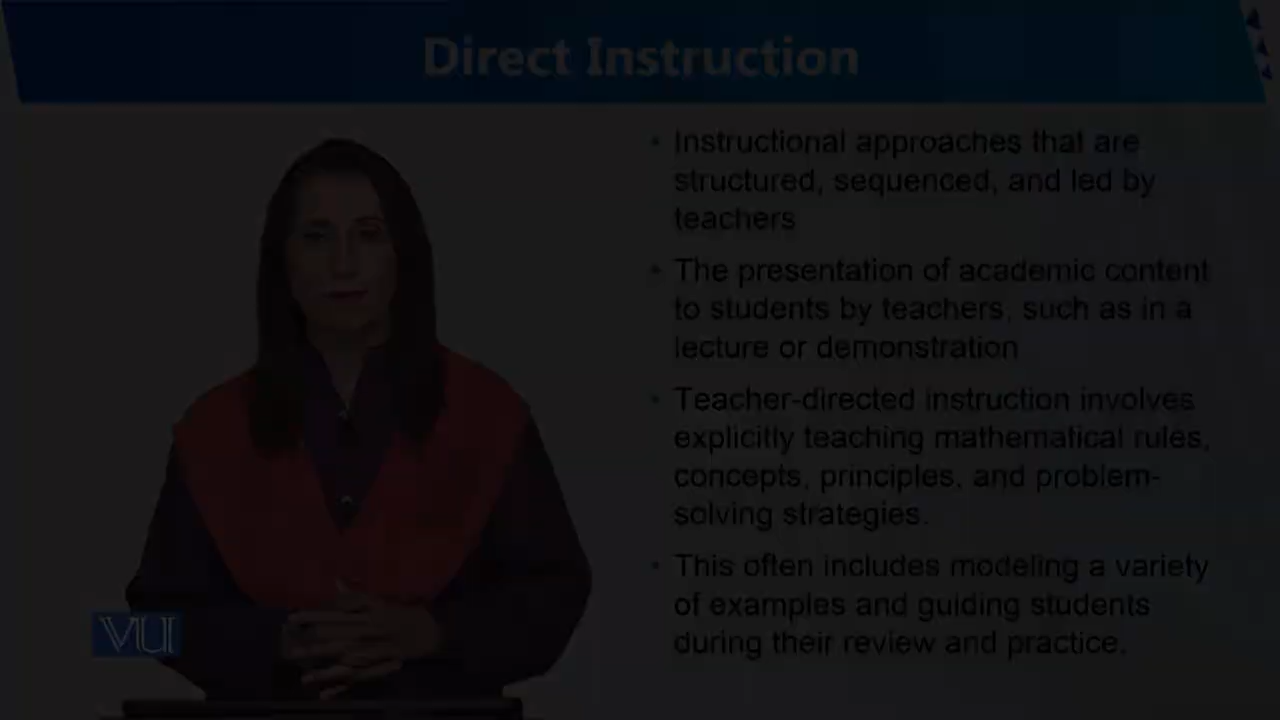 Direct Instruction
• Instructional approaches that are
structured, sequenced, and led by
teachers
• The presentation of academic content
to students by teachers, such as in a
lecture or demonstration
• Teacher-directed instruction involves
explicitly teaching mathematical rules,
concepts, principles, and problem-
solving strategies.
• This often includes modeling a variety
of examples and guiding students
during their review and practice.
VU